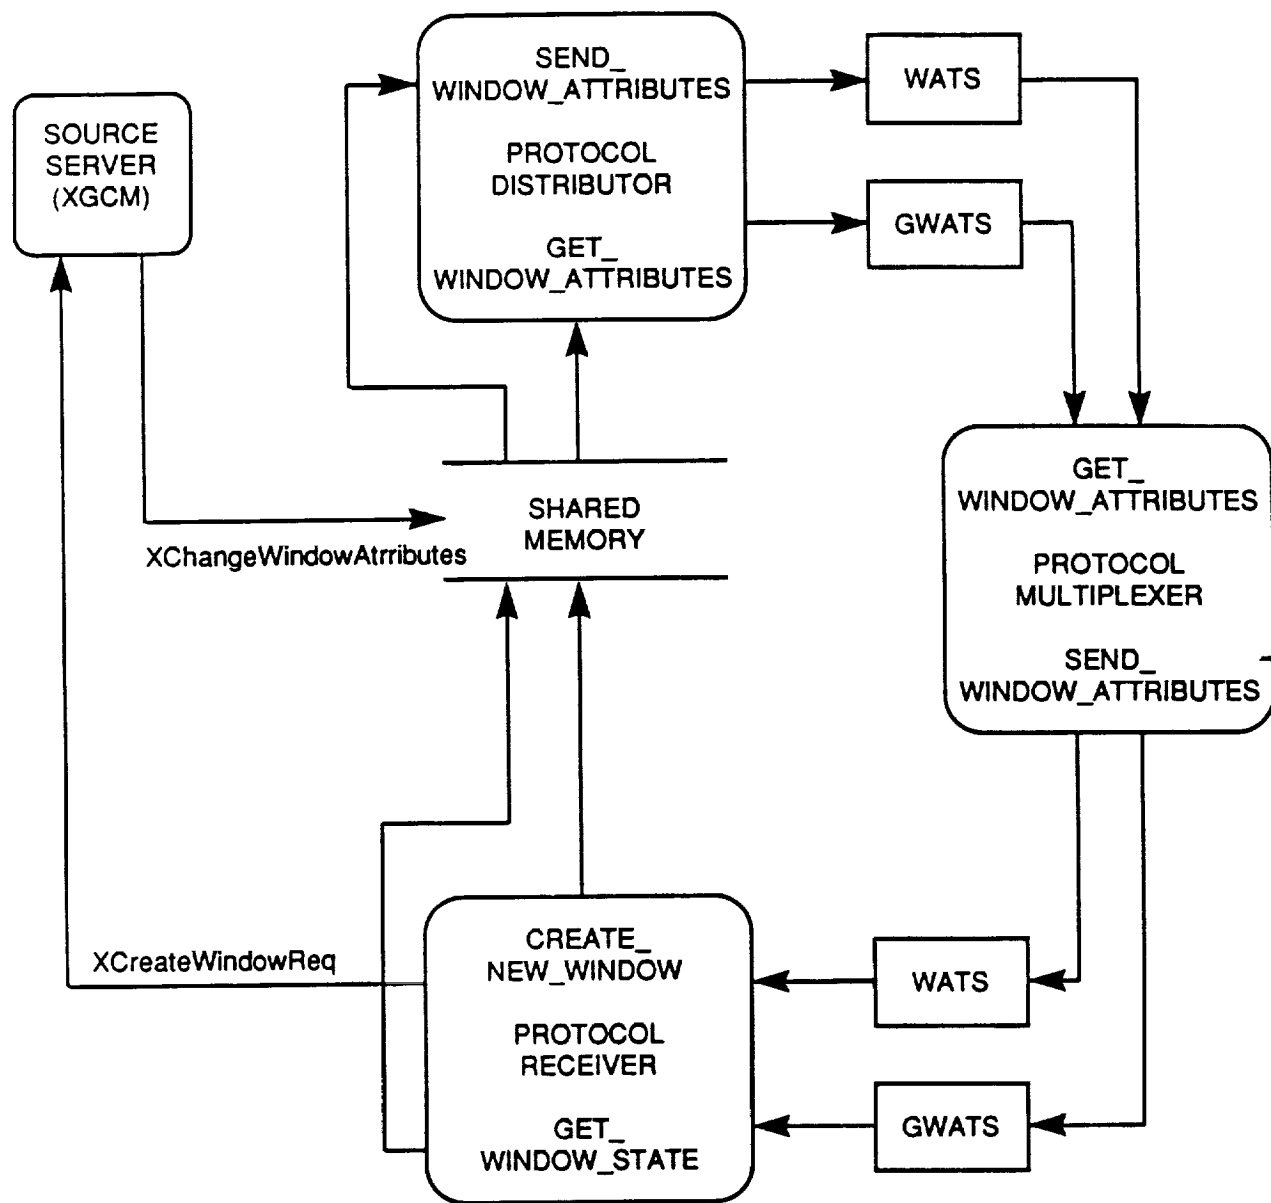 SEND_
WINDOW_ATTRIBUTES
PROTOCOL
DISTRIBUTOR
GET_
WINDOW_ATTRIBUTES
WATS
GWATS
SOURCE
SERVER
(XGCM)
XChangeWindowAtrributes
SHARED
MEMORY
GET_
WINDOW_ATTRIBUTES
PROTOCOL
MULTIPLEXER
SEND_
WINDOW_ATTRIBUTES
XCreateWindowReq
CREATE_
NEW_WINDOW
PROTOCOL
RECEIVER
GET_
WINDOW_STATE
WATS
GWATS